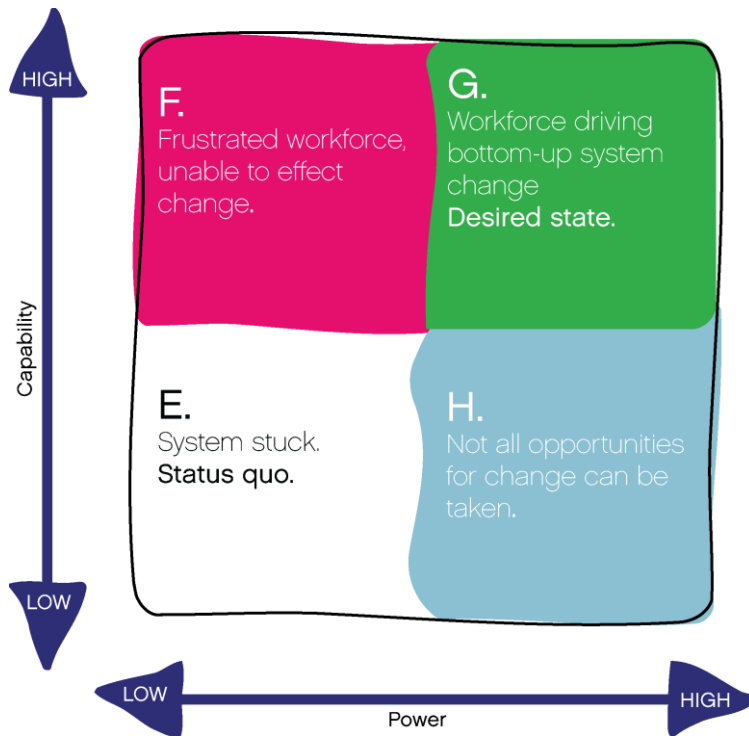 HIGH
F.
Frustrated workforce,
unable to effect
change.
G.
Workforce driving
bottom-up system
change
Desired state.
Capability
E.
System stuck.
Status quo.
H.
Not all opportunities
for change can be
taken.
LOW
LOW
Power
HIGH